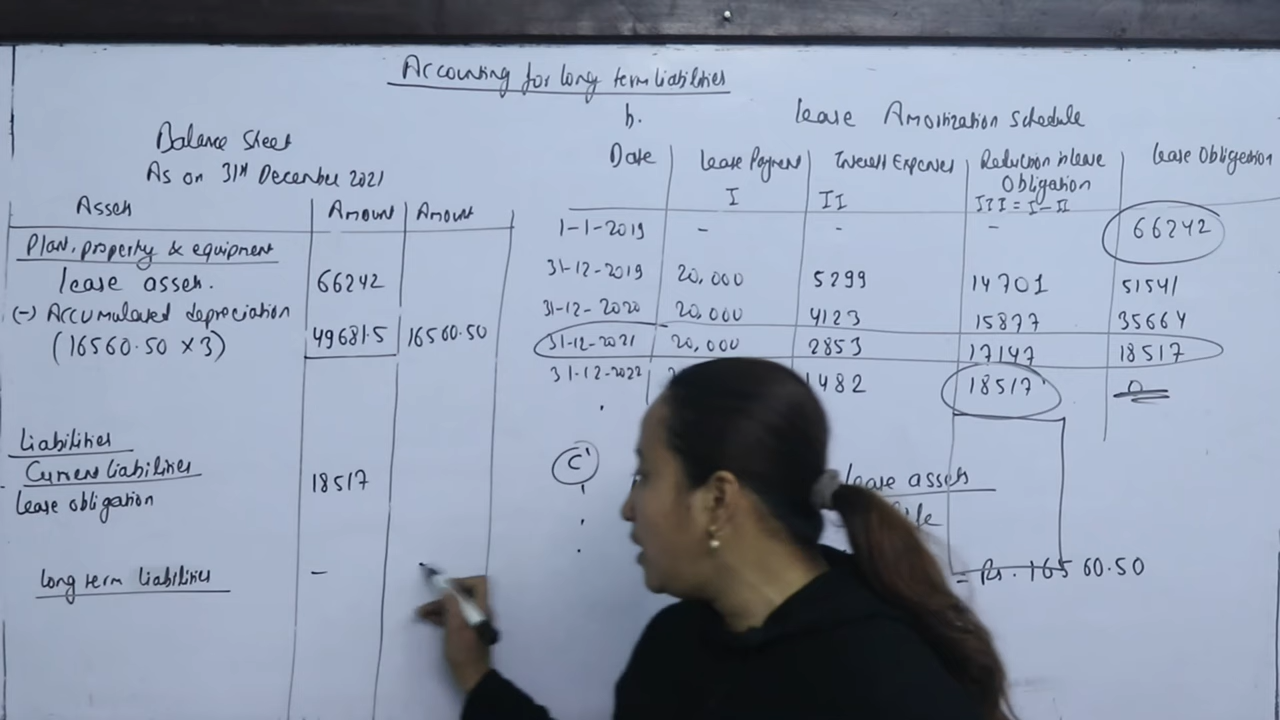 Accounting for long term liabilities
Balance Sheet
As on 31st December 2021
Assets Amount Amount
Plant, property & equipment
lease assets. 66242
(-) Accumulated depreciation
(16560.50 x 3) 49681.5 16560.50
Liabilities
Current liabilities
lease obligation 18517
long term liabilities -
b. Lease Amortization Schedule
Date Lease Payment Interest Expenses Reduction in lease Obligation Lease Obligation
I II III = I - II
1-1-2019 - - - 66242
31-12-2019 20,000 5299 14701 51541
31-12-2020 20,000 4123 15877 35664
31-12-2021 20,000 2853 17147 18517
31-12-2022 1482 18517 0
C
lease assets
life
= Rs. 16560.50